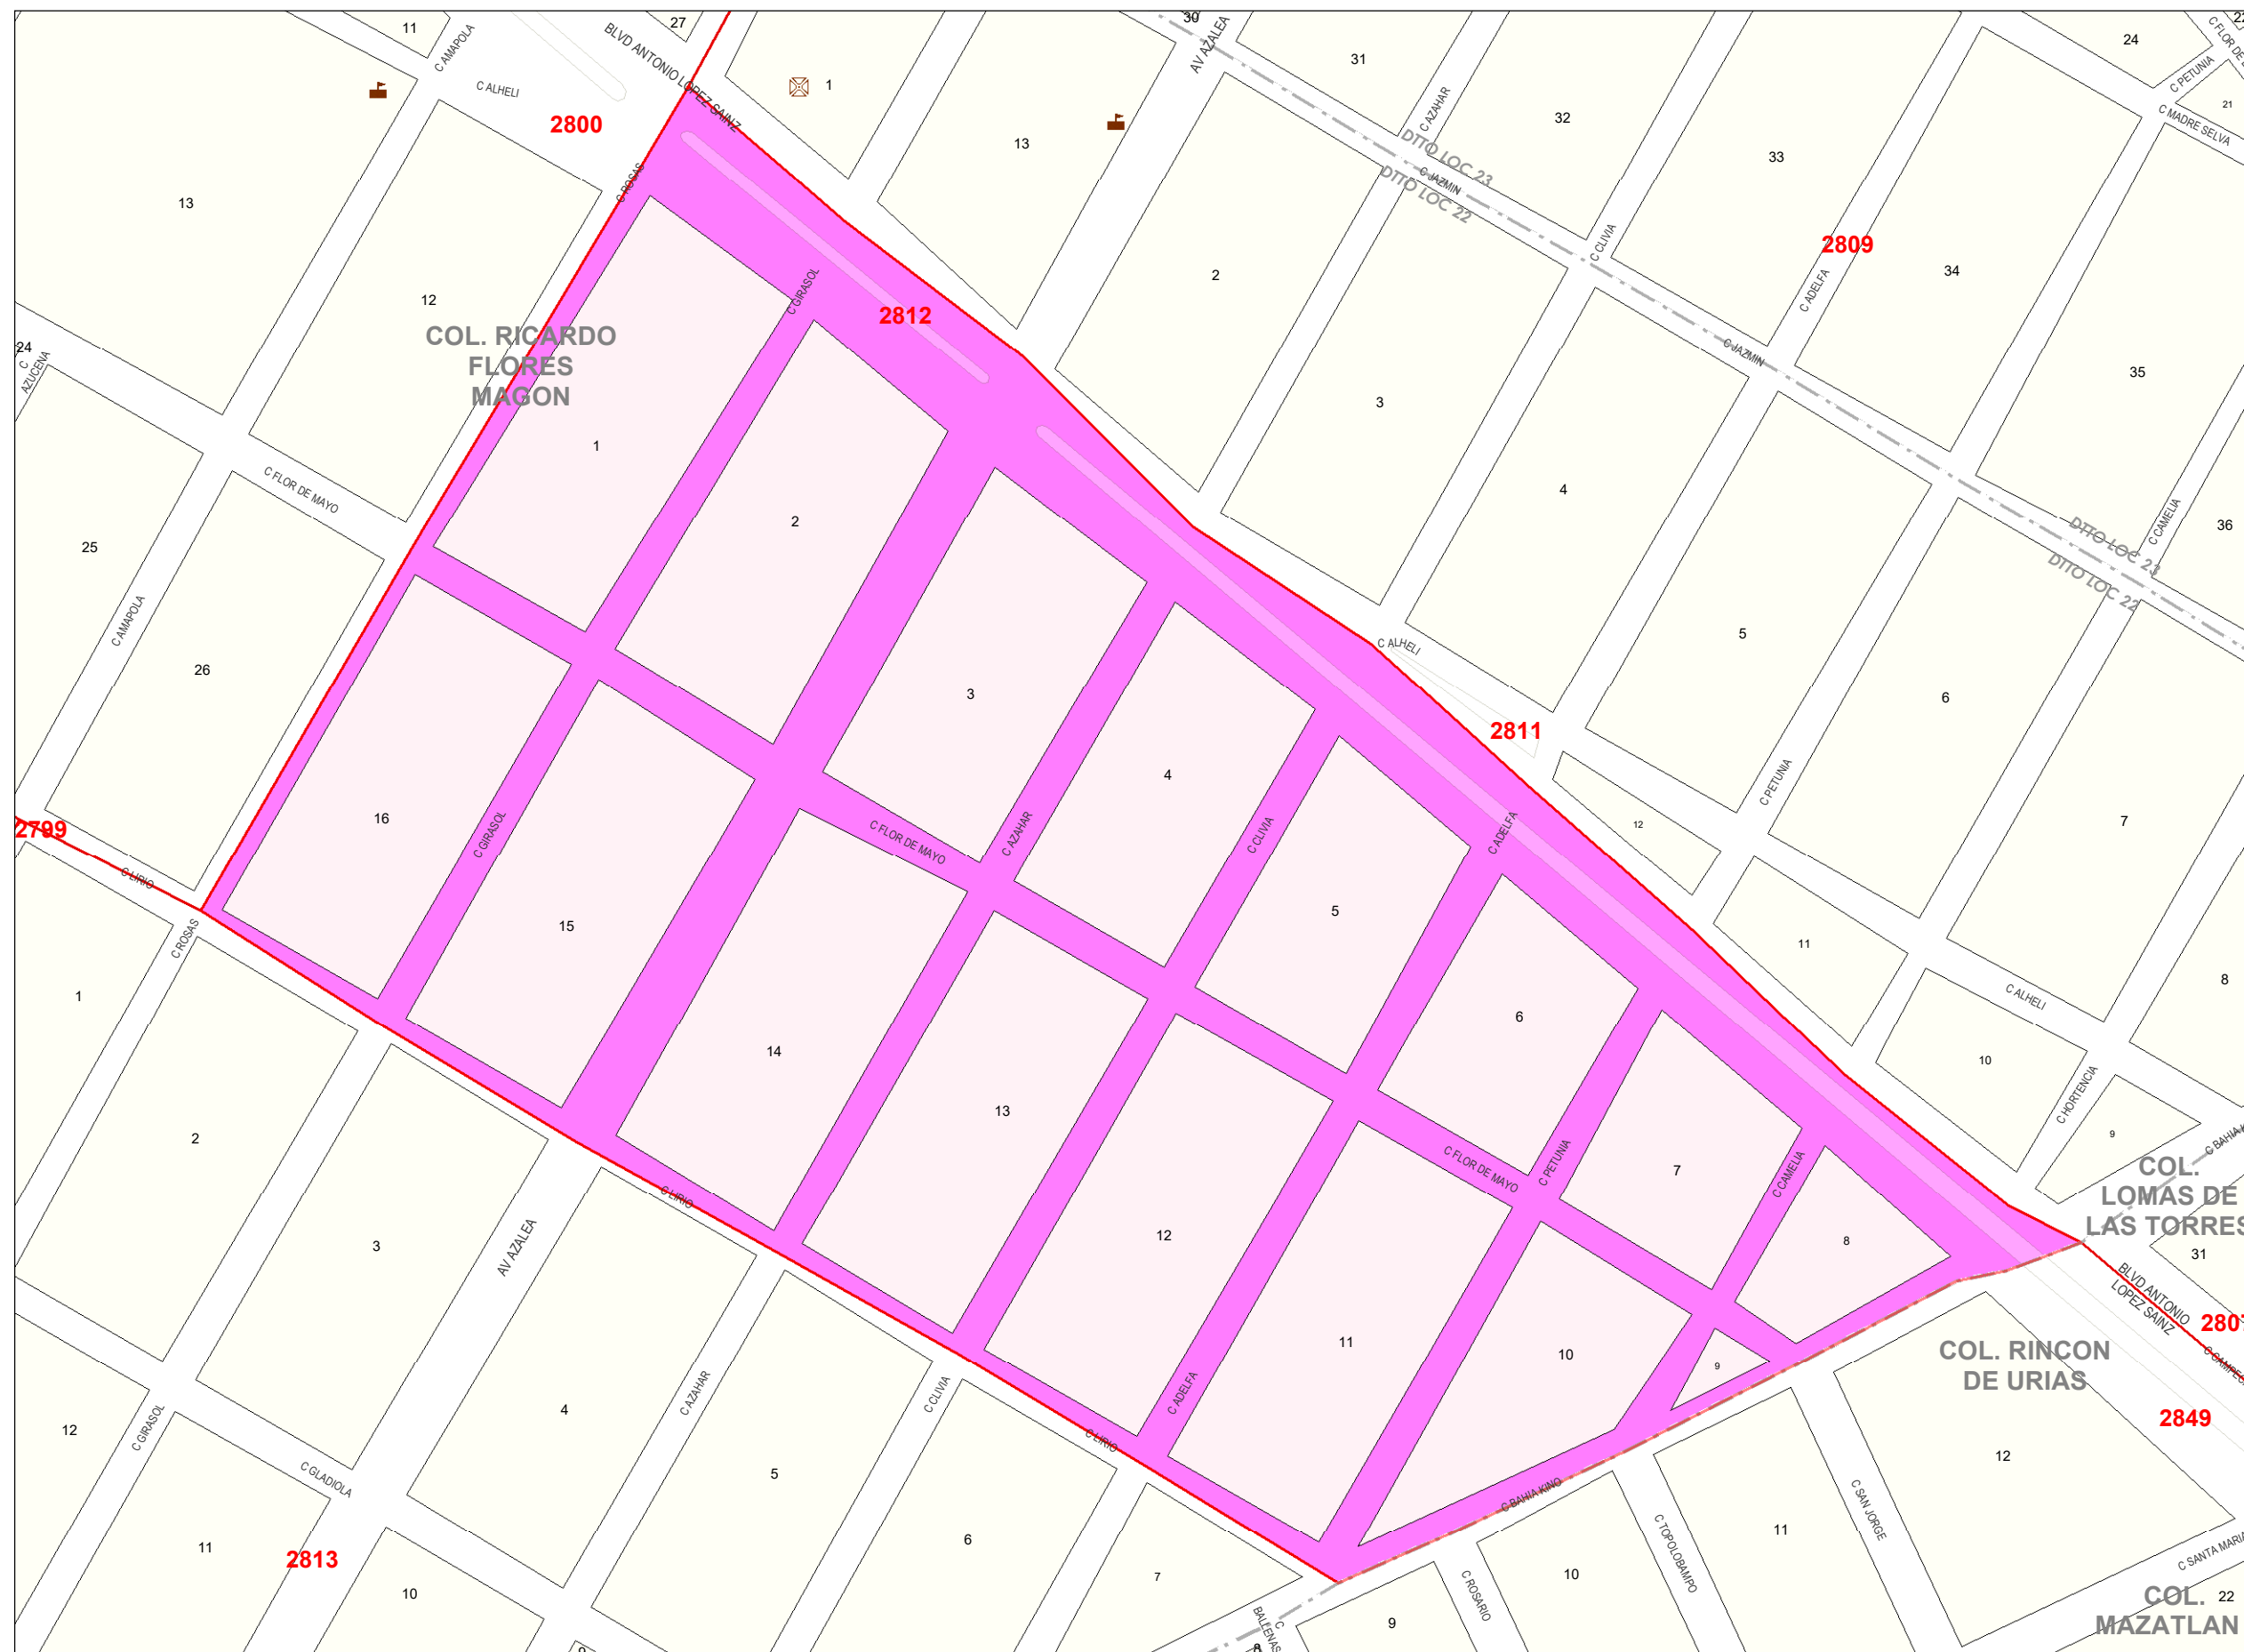 11
27
30
22
24
31
1
13
32
33
21
C AMAPOLA
BLVD ANTONIO LOPEZ SAINZ
AV AZALEA
C ALHELI
2800
C AZAHAR
C PETUNIA
C MADRE SELVA
DTTO LOC 23
DTTO LOC 22
C JAZMIN
C ROSAS
13
12
2
C CLIVIA
2809
34
C ADELFA
C GIRASOL
2812
COL. RICARDO
FLORES
MAGON
24
C
AZUCENA
C JAZMIN
35
3
1
C FLOR DE MAYO
2
4
36
C CAMELIA
DTTO LOC 23
DTTO LOC 22
25
C AMAPOLA
26
3
C ALHELI
5
6
2811
4
C PETUNIA
16
C GIRASOL
2799
C LIRIO
C FLOR DE MAYO
C AZAHAR
C CLIVIA
C ADELFA
12
7
15
C ROSAS
5
11
8
1
6
C ALHELI
14
10
C HORTENCIA
13
2
9
C BAHIA
COL.
LOMAS DE
LAS TORRES
C FLOR DE MAYO
C PETUNIA
7
C CAMELIA
C LIRIO
AV AZALEA
3
12
8
31
BLVD ANTONIO
LOPEZ SAINZ
2807
COL. RINCON
DE URIAS
11
10
9
C AZAHAR
C CLIVIA
C ADELFA
4
12
C GIRASOL
C LIRIO
2849
12
C GLADIOLA
5
C BAHIA KINO
C SAN JORGE
11
2813
10
6
7
C ROSARIO
10
C TOPOLOBAMPO
11
C SANTA MARIA
COL.
MAZATLAN
22
C
BALLENAS
9
8
9